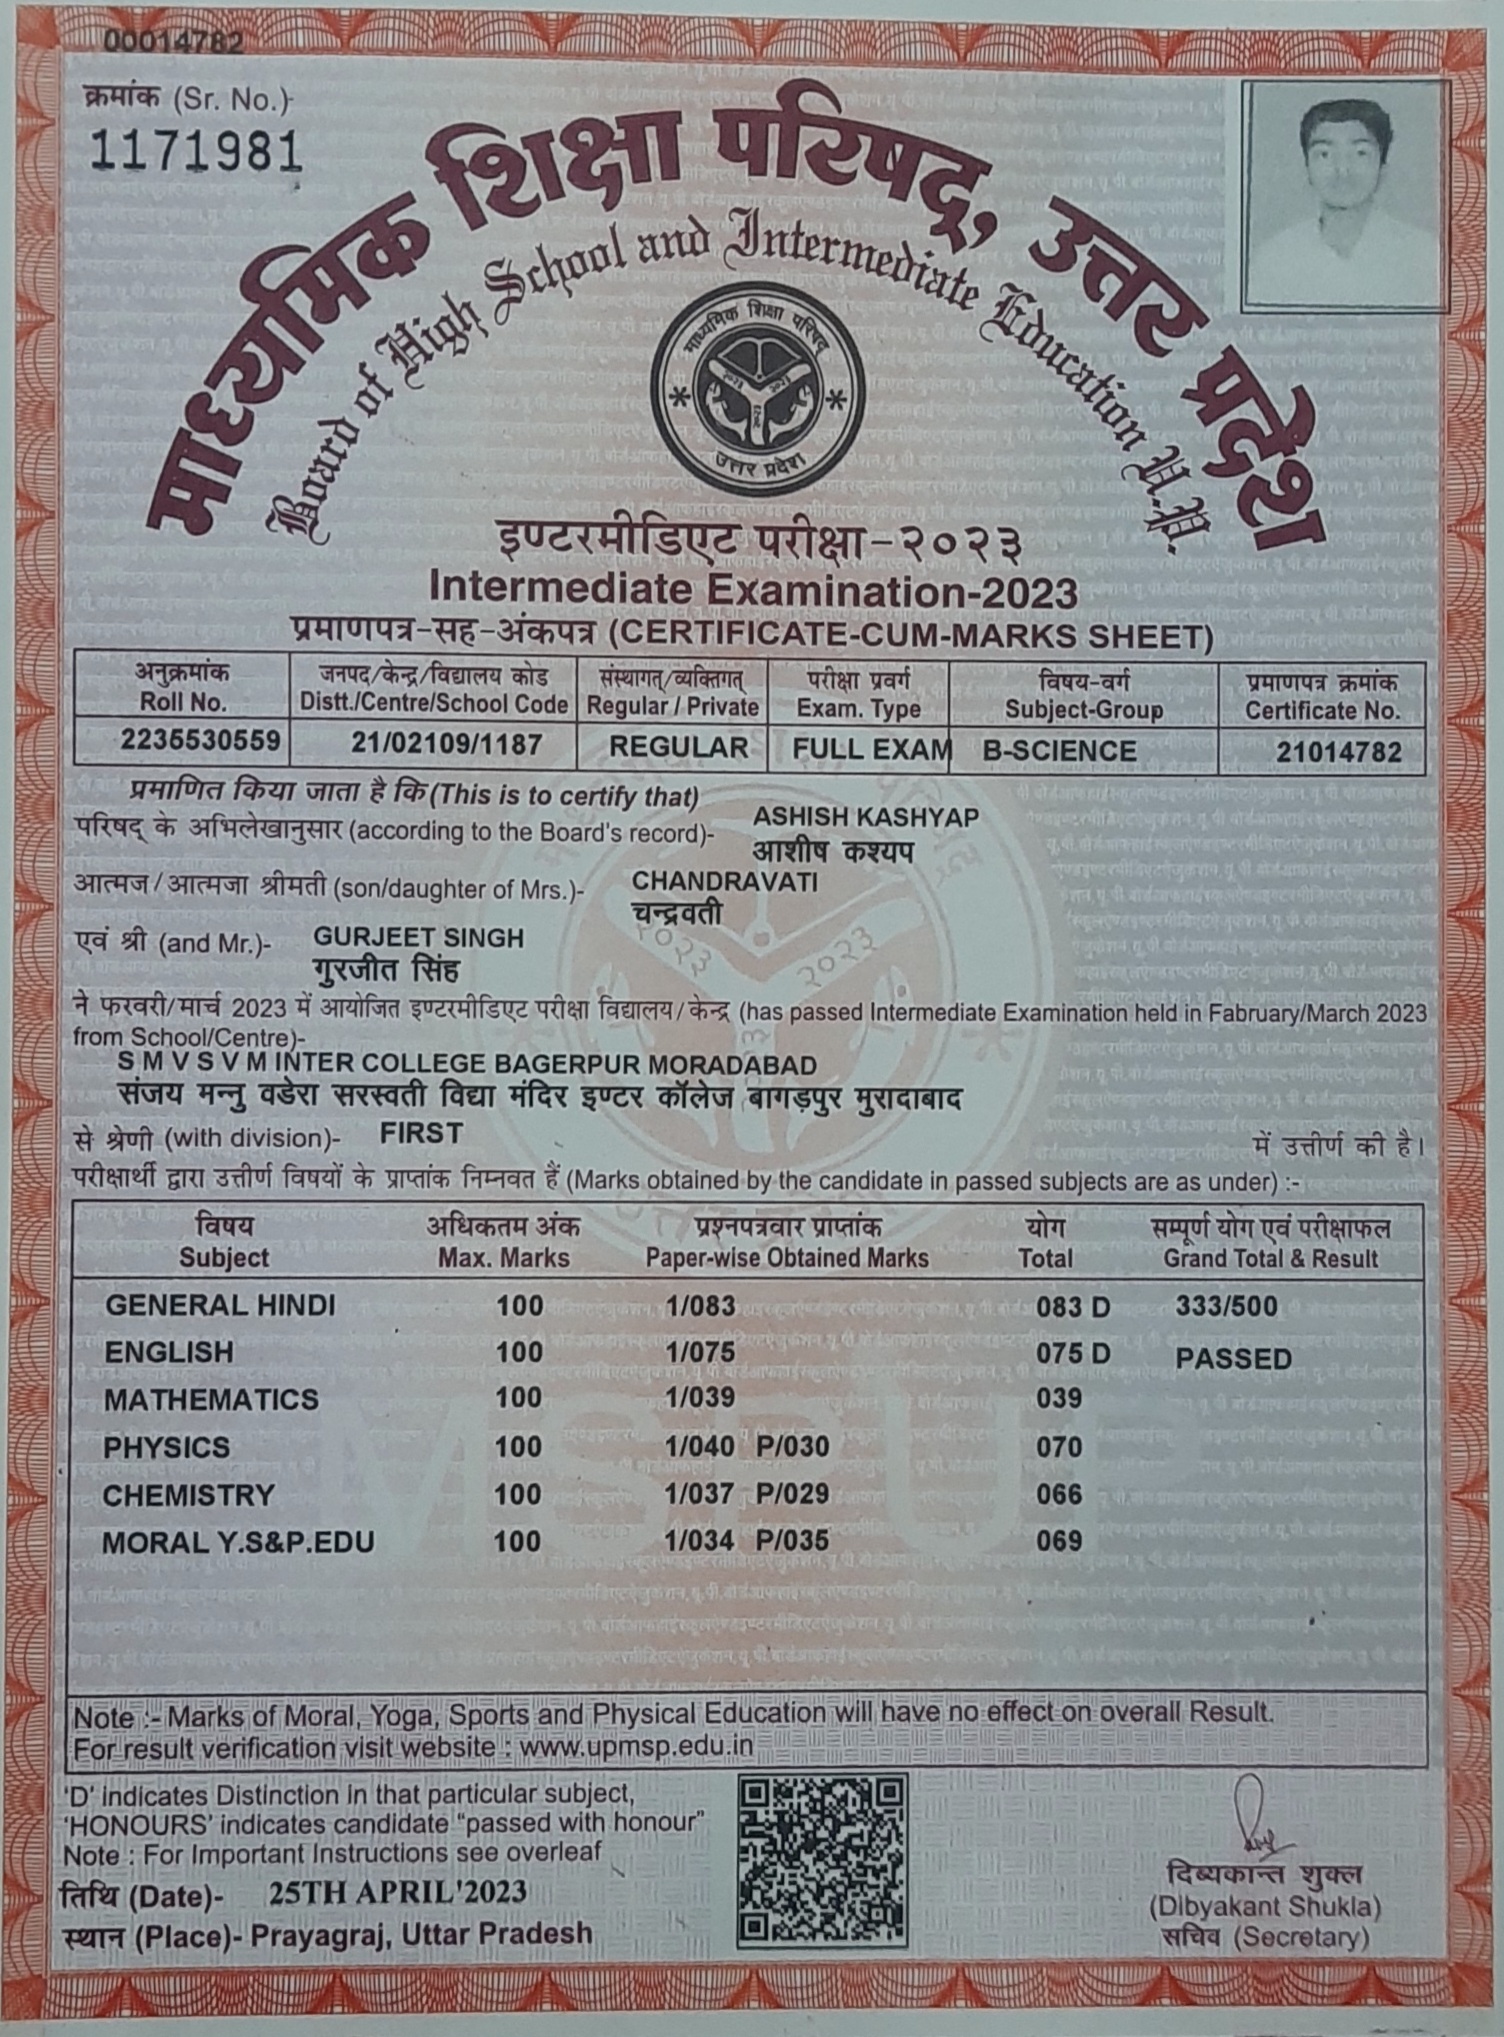 00014782
क्रमांक (Sr. No.)-
1171981
माध्यमिक शिक्षा परिषद्, उत्तर प्रदेश
Board of High School and Intermediate Education U.P.
माध्यमिक शिक्षा परिषद्
२०२३ २०२३
२०२३
उत्तर प्रदेश
इण्टरमीडिएट परीक्षा-२०२३
Intermediate Examination-2023
प्रमाणपत्र-सह-अंकपत्र (CERTIFICATE-CUM-MARKS SHEET)
अनुक्रमांक जनपद/केन्द्र/विद्यालय कोड संस्थागत्/व्यक्तिगत् परीक्षा प्रवर्ग विषय-वर्ग प्रमाणपत्र क्रमांक
Roll No. Distt./Centre/School Code Regular / Private Exam. Type Subject-Group Certificate No.
2235530559 21/02109/1187 REGULAR FULL EXAM B-SCIENCE 21014782
प्रमाणित किया जाता है कि (This is to certify that)
परिषद् के अभिलेखानुसार (according to the Board's record)- ASHISH KASHYAP
आशीष कश्यप
आत्मज/आत्मजा श्रीमती (son/daughter of Mrs.)- CHANDRAVATI
चन्द्रवती
एवं श्री (and Mr.)- GURJEET SINGH
गुरजीत सिंह
ने फरवरी/मार्च 2023 में आयोजित इण्टरमीडिएट परीक्षा विद्यालय/केन्द्र (has passed Intermediate Examination held in Fabruary/March 2023
from School/Centre)-
S M V S V M INTER COLLEGE BAGERPUR MORADABAD
संजय मन्नु वडेरा सरस्वती विद्या मंदिर इण्टर कॉलेज बागड़पुर मुरादाबाद
से श्रेणी (with division)- FIRST में उत्तीर्ण की है।
परीक्षार्थी द्वारा उत्तीर्ण विषयों के प्राप्तांक निम्नवत हैं (Marks obtained by the candidate in passed subjects are as under) :-
विषय अधिकतम अंक प्रश्नपत्रवार प्राप्तांक योग सम्पूर्ण योग एवं परीक्षाफल
Subject Max. Marks Paper-wise Obtained Marks Total Grand Total & Result
GENERAL HINDI 100 1/083 083 D 333/500
ENGLISH 100 1/075 075 D PASSED
MATHEMATICS 100 1/039 039
PHYSICS 100 1/040 P/030 070
CHEMISTRY 100 1/037 P/029 066
MORAL Y.S&P.EDU 100 1/034 P/035 069
Note :- Marks of Moral, Yoga, Sports and Physical Education will have no effect on overall Result.
For result verification visit website : www.upmsp.edu.in
'D' indicates Distinction in that particular subject,
'HONOURS' indicates candidate "passed with honour"
Note : For Important Instructions see overleaf
तिथि (Date)- 25TH APRIL'2023
स्थान (Place)- Prayagraj, Uttar Pradesh
दिब्यकान्त शुक्ल
(Dibyakant Shukla)
सचिव (Secretary)